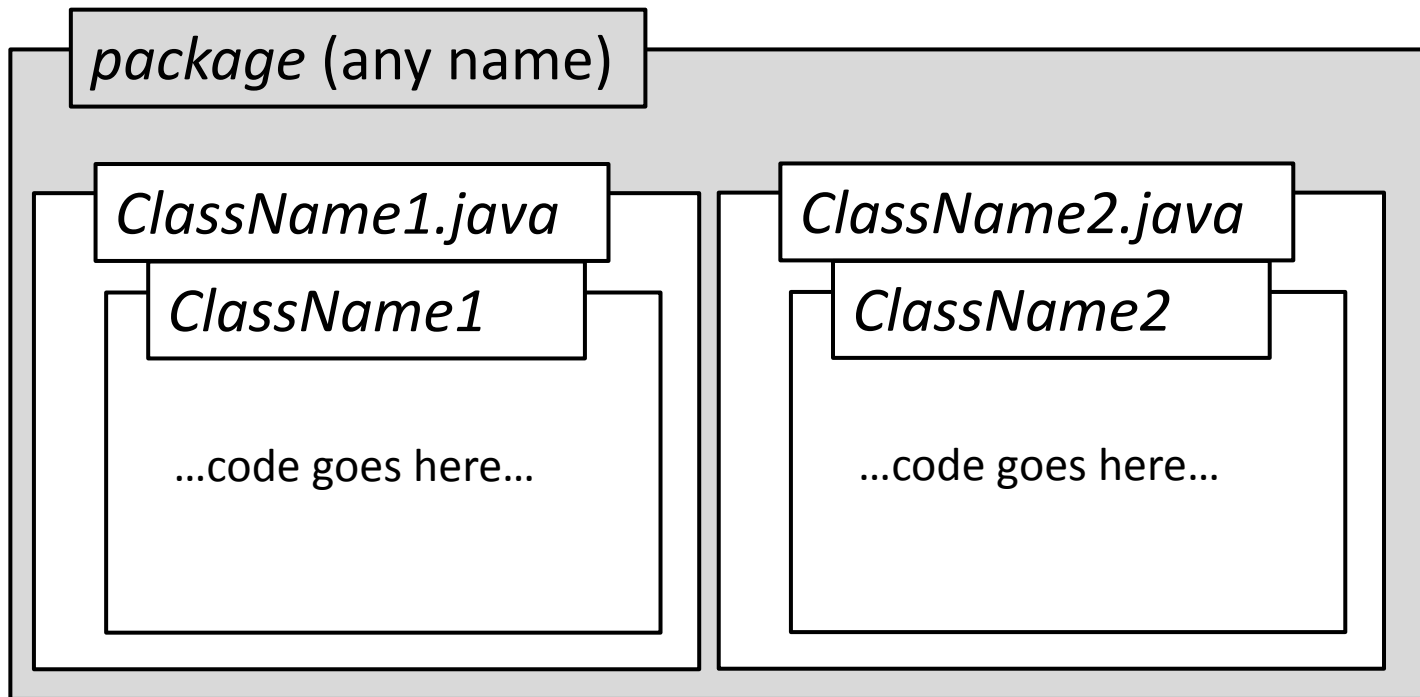 package (any name)
ClassName1.java
ClassName1
...code goes here...
ClassName2.java
ClassName2
...code goes here...